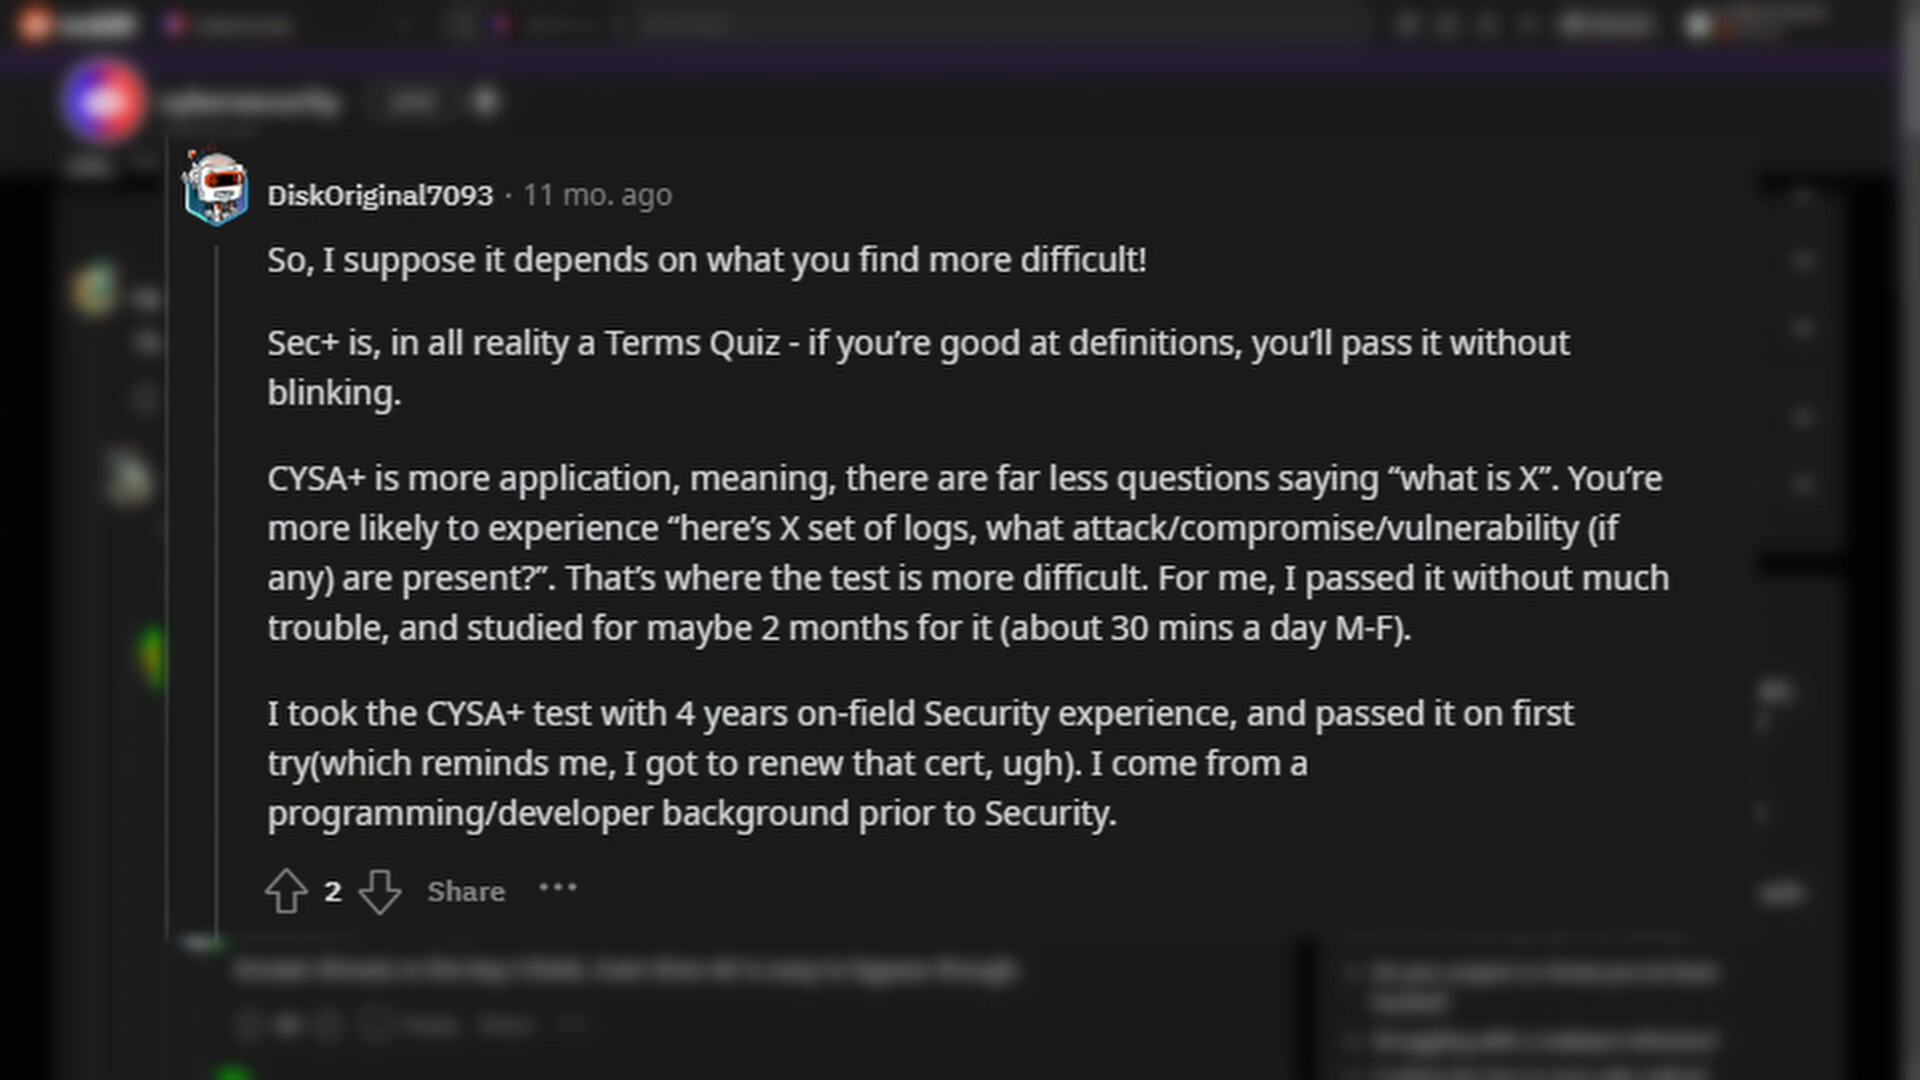 cybersecurity
DiskOriginal7093 · 11 mo. ago
So, I suppose it depends on what you find more difficult!
Sec+ is, in all reality a Terms Quiz - if you’re good at definitions, you’ll pass it without
blinking.
CYSA+ is more application, meaning, there are far less questions saying “what is X”. You’re
more likely to experience “here’s X set of logs, what attack/compromise/vulnerability (if
any) are present?”. That’s where the test is more difficult. For me, I passed it without much
trouble, and studied for maybe 2 months for it (about 30 mins a day M-F).
I took the CYSA+ test with 4 years on-field Security experience, and passed it on first
try(which reminds me, I got to renew that cert, ugh). I come from a
programming/developer background prior to Security.
2 Share ···